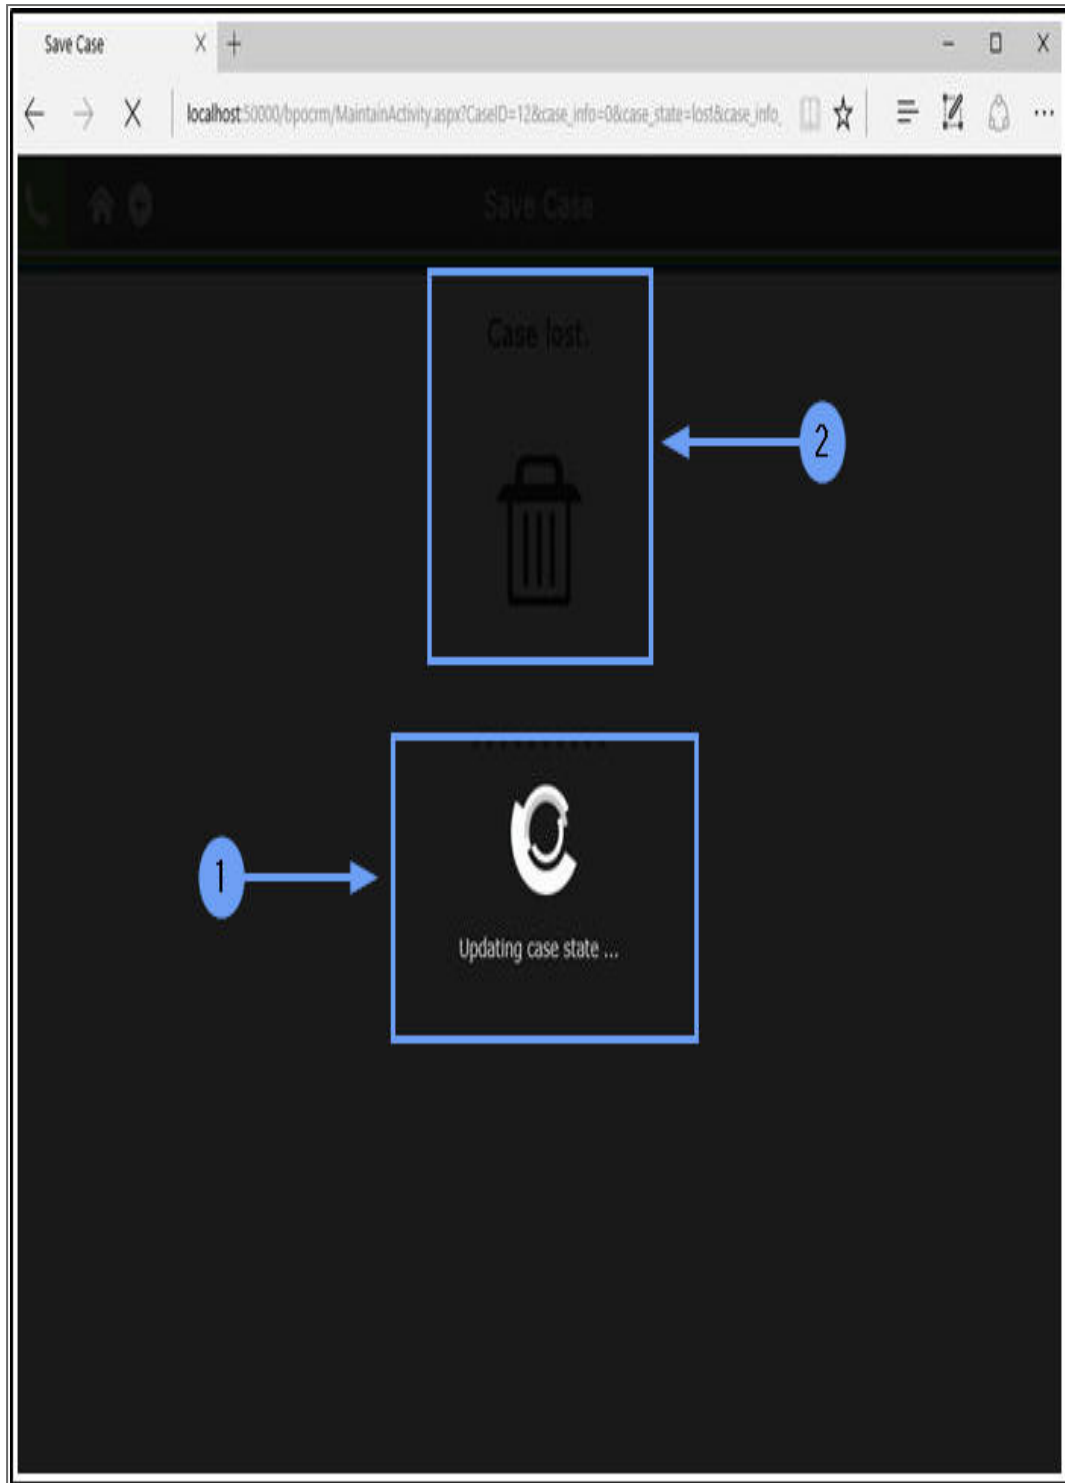 Save Case
localhost:50000/bpocrm/MaintainActivity.aspx?CaseID=12&case_info=0&case_state=lost&case_info_
Save Case
Case lost.
2
1
Updating case state ...